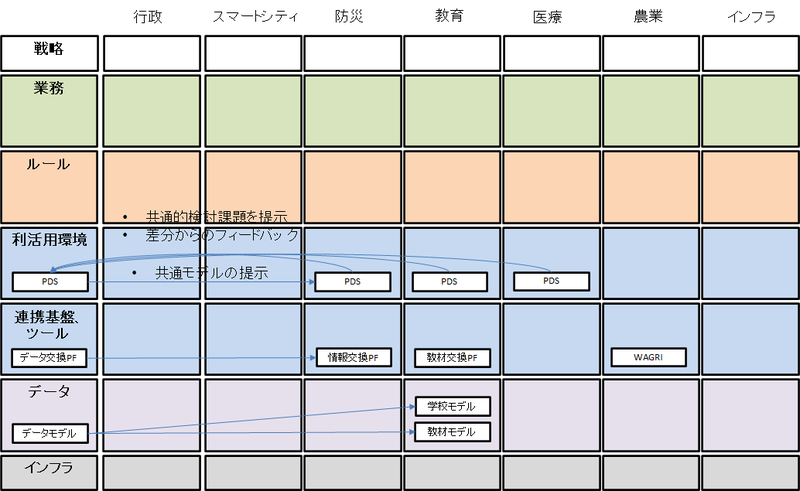 行政 スマートシティ 防災 教育 医療 農業 インフラ
戦略
業務
ルール
• 共通的検討課題を提示
• 差分からのフィードバック
利活用環境
• 共通モデルの提示
PDS PDS PDS PDS
連携基盤、
ツール
データ交換PF 情報交換PF 教材交換PF WAGRI
データ
学校モデル
データモデル 教材モデル
インフラ